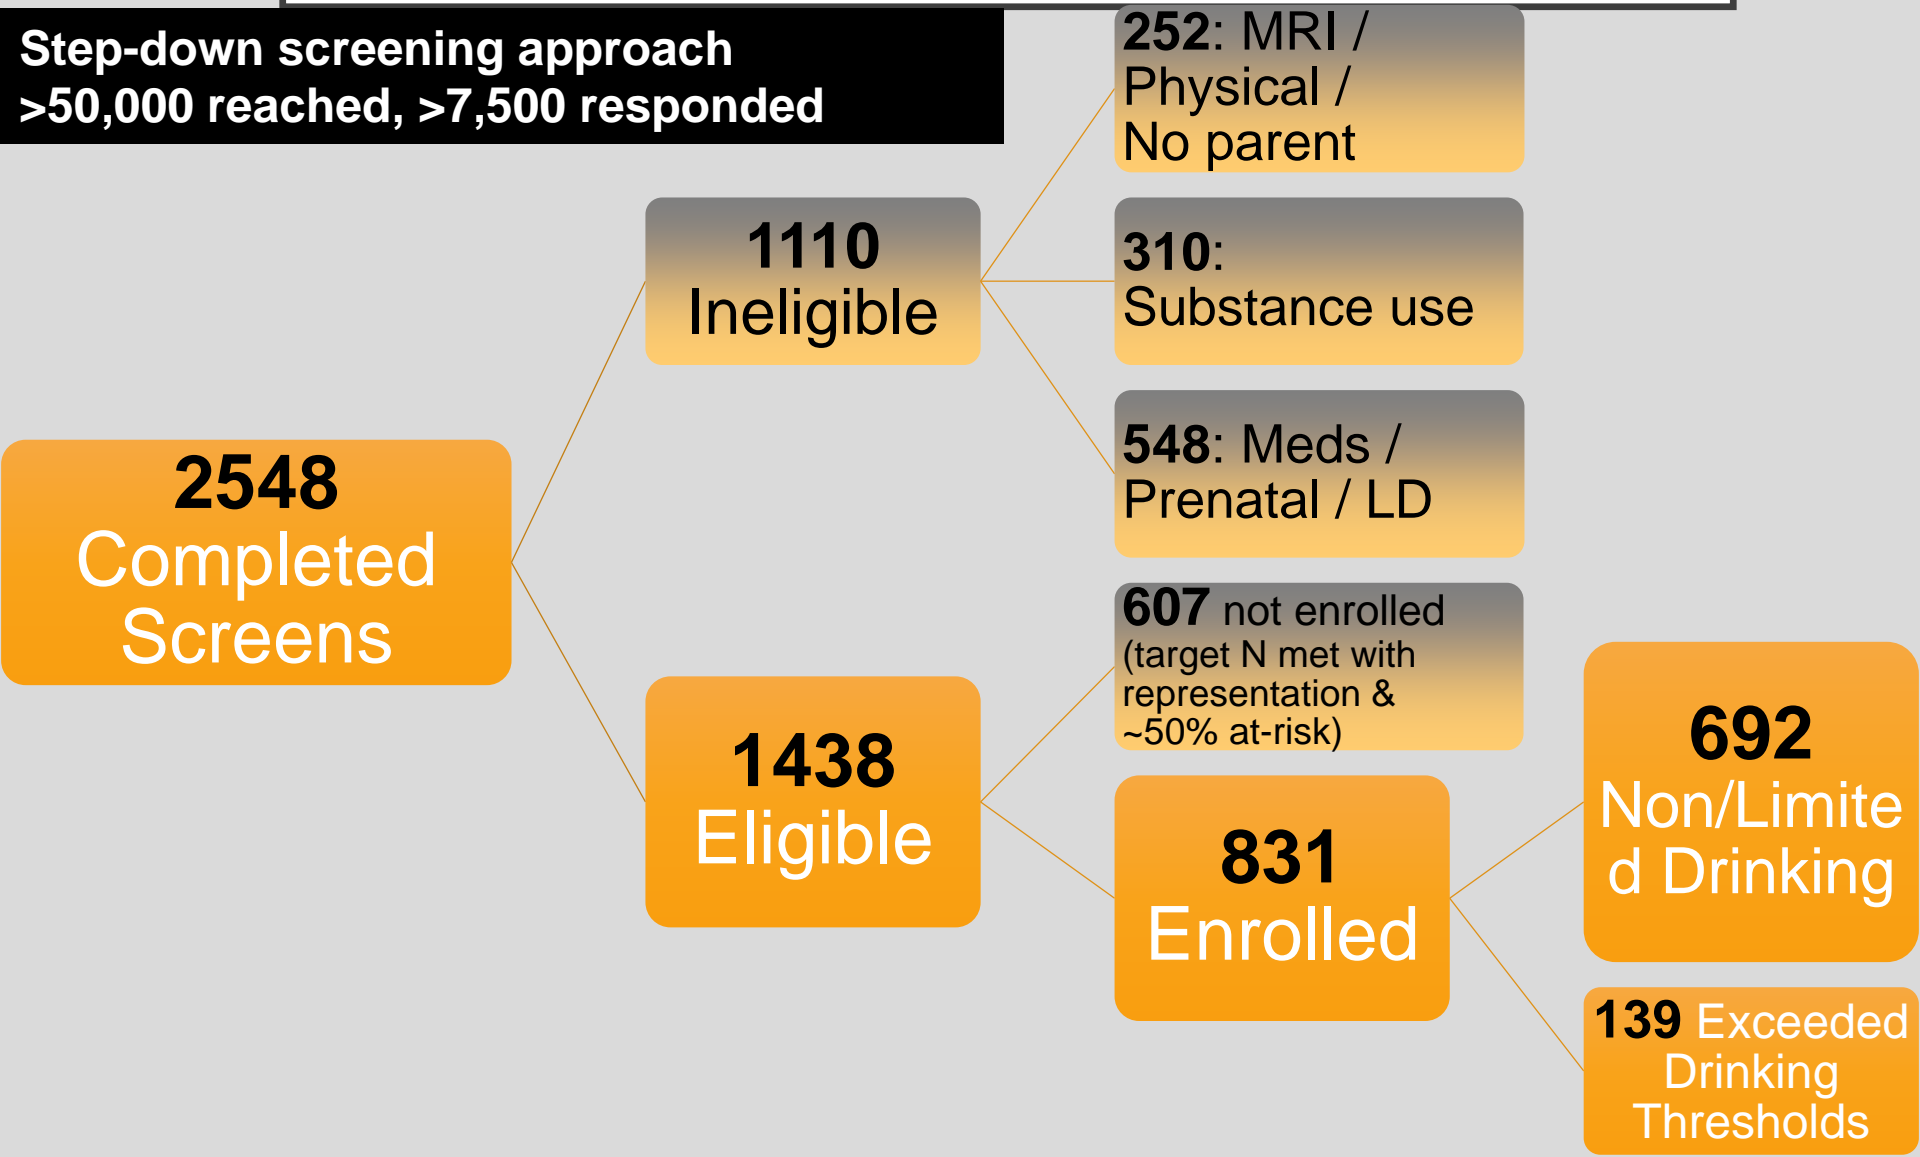 Step-down screening approach
>50,000 reached, >7,500 responded
252: MRI /
Physical /
No parent
1110
Ineligible
310:
Substance use
548: Meds /
Prenatal / LD
2548
Completed
Screens
607 not enrolled
(target N met with
representation &
~50% at-risk)
1438
Eligible
831
Enrolled
692
Non/Limite
d Drinking
139 Exceeded
Drinking
Thresholds